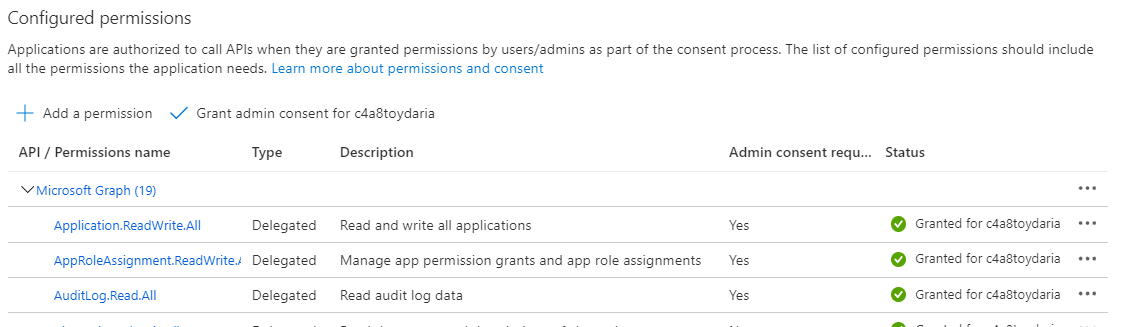 Configured permissions
Applications are authorized to call APIs when they are granted permissions by users/admins as part of the consent process. The list of configured permissions should include
all the permissions the application needs. Learn more about permissions and consent
Add a permission Grant admin consent for c4a8toydaria
API / Permissions name Type Description Admin consent requ... Status
Microsoft Graph (19)
Application.ReadWrite.All Delegated Read and write all applications Yes Granted for c4a8toydaria
AppRoleAssignment.ReadWrite. Delegated Manage app permission grants and app role assignments Yes Granted for c4a8toydaria
AuditLog.Read.All Delegated Read audit log data Yes Granted for c4a8toydaria